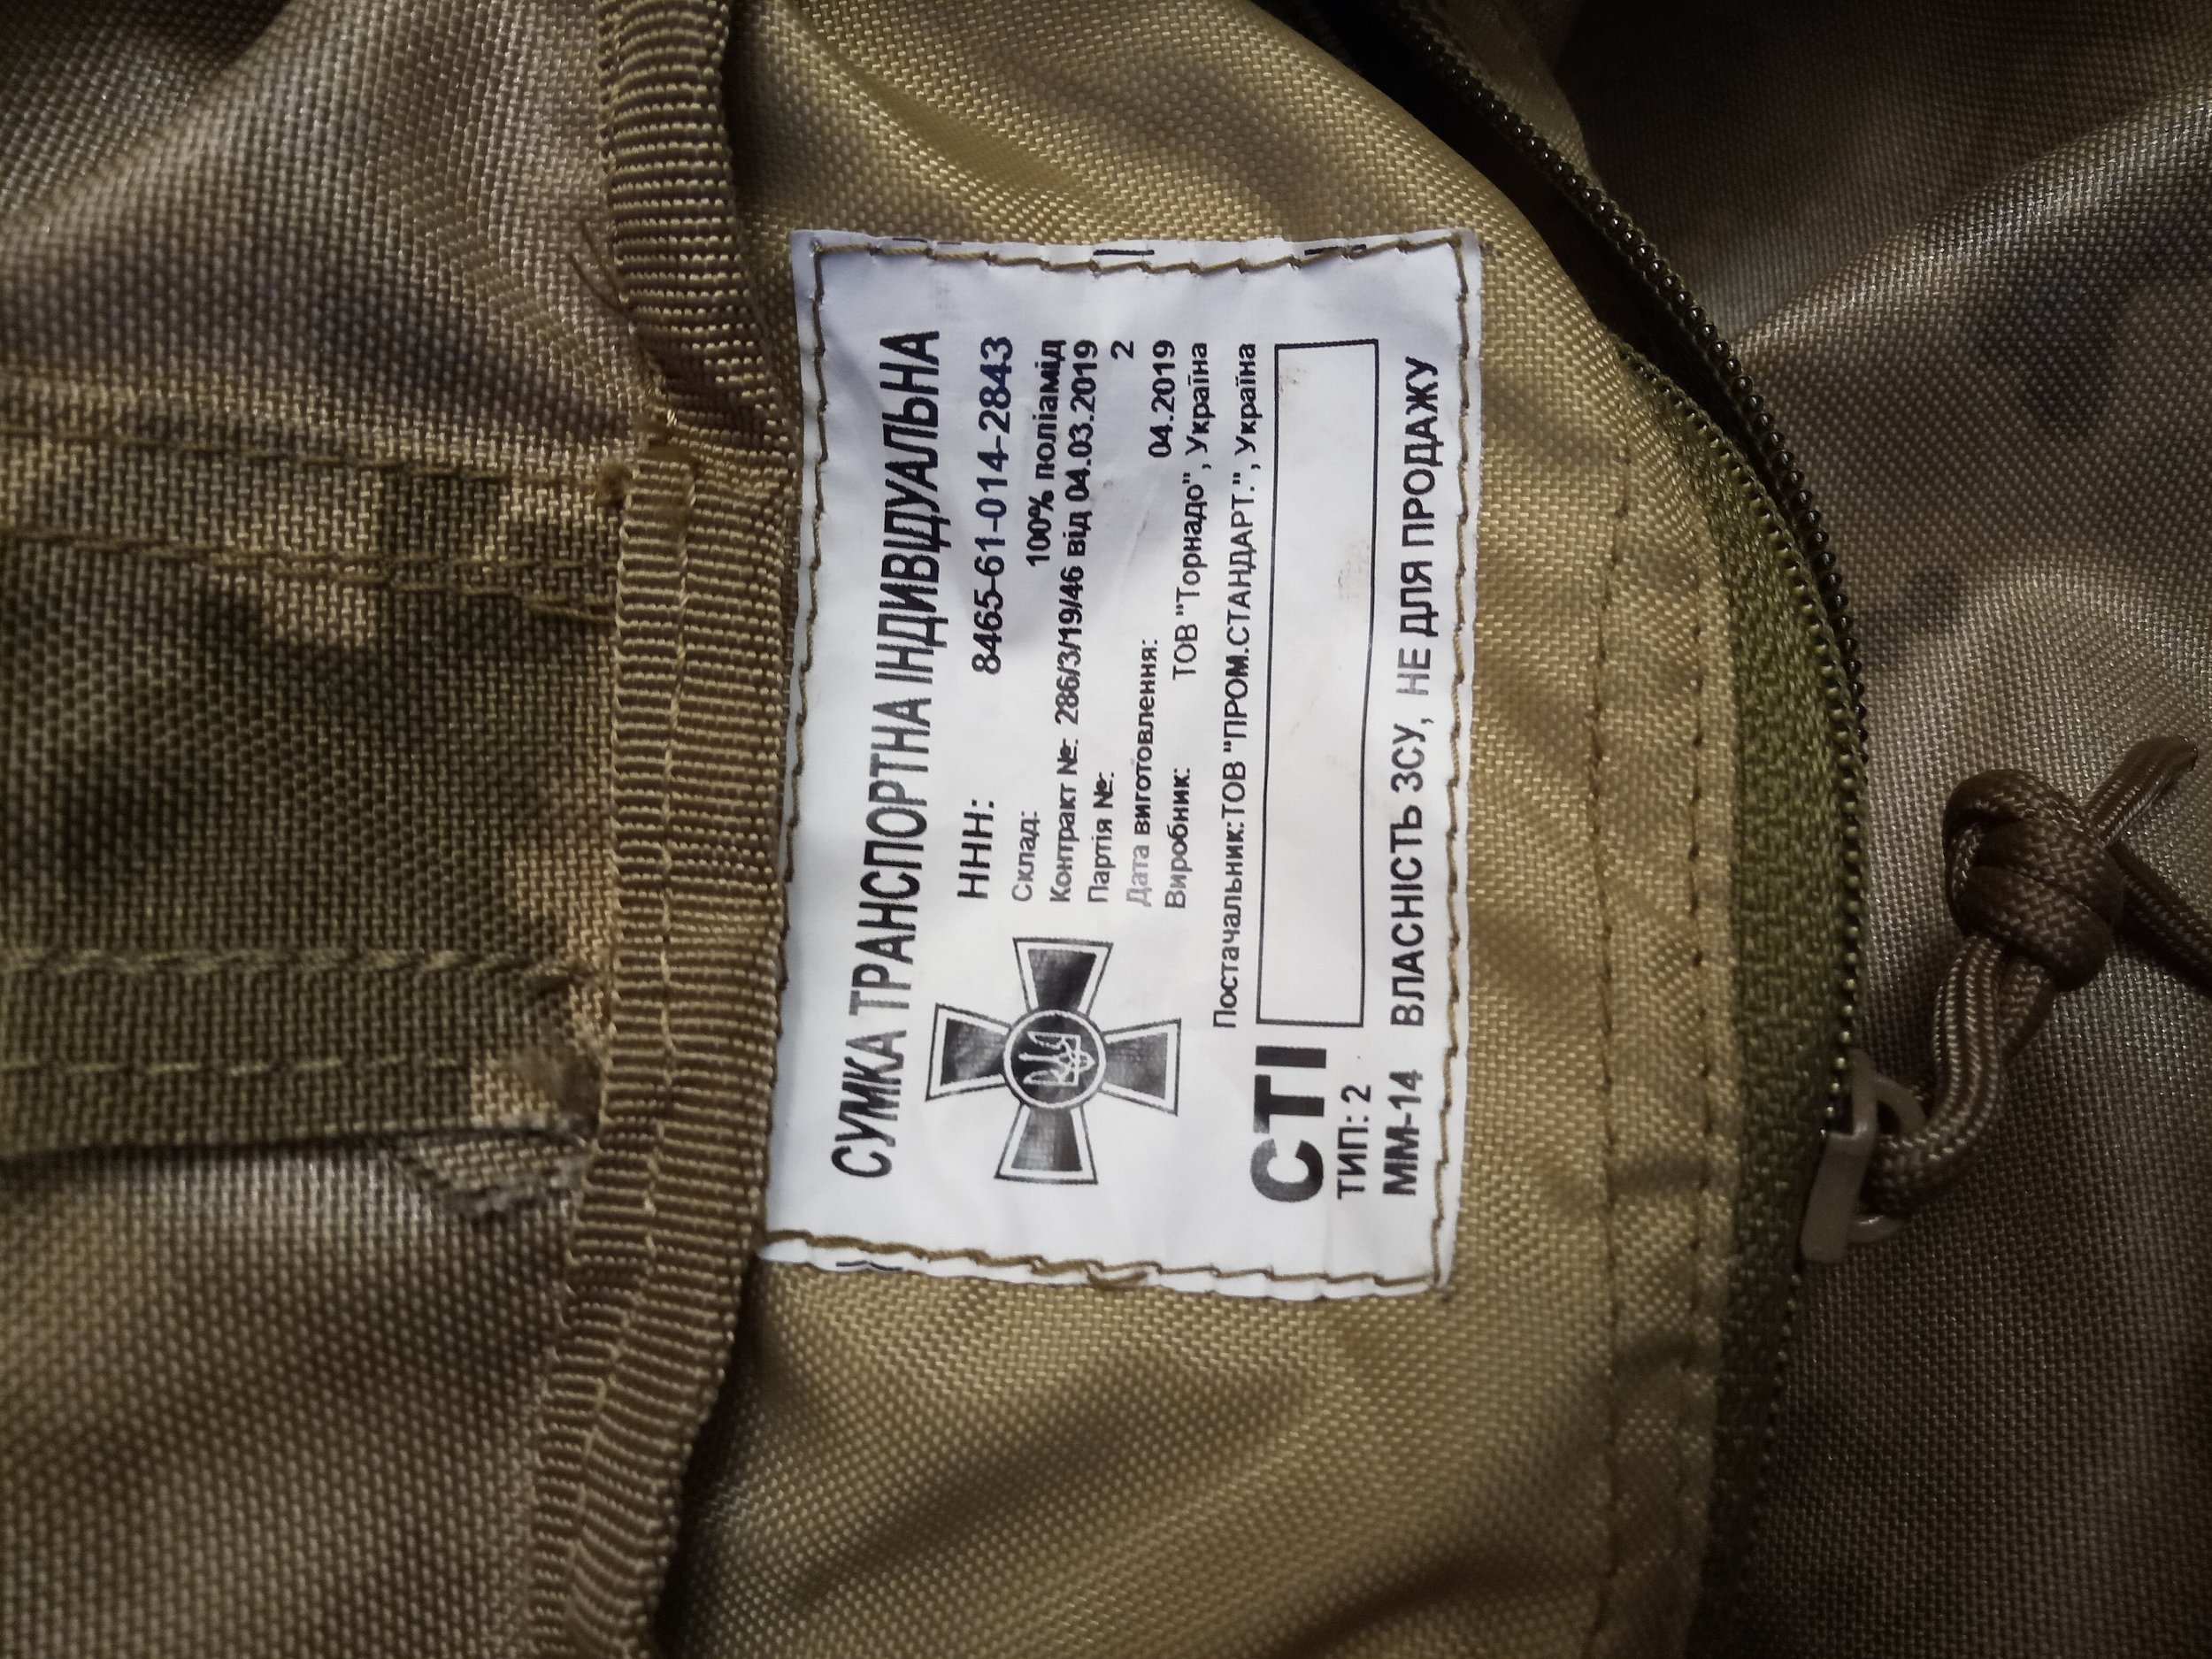 СУМКА ТРАНСПОРТНА ІНДИВІДУАЛЬНА
ННН: 8465-61-014-2843
Склад: 100% поліамід
Контракт №: 286/3/19/46 від 04.03.2019
Партія №: 2
Дата виготовлення: 04.2019
Виробник: ТОВ "Торнадо", Україна
Постачальник:ТОВ "ПРОМ.СТАНДАРТ.", Україна
СТІ
ТИП: 2
ММ-14 ВЛАСНІСТЬ ЗСУ, НЕ ДЛЯ ПРОДАЖУ